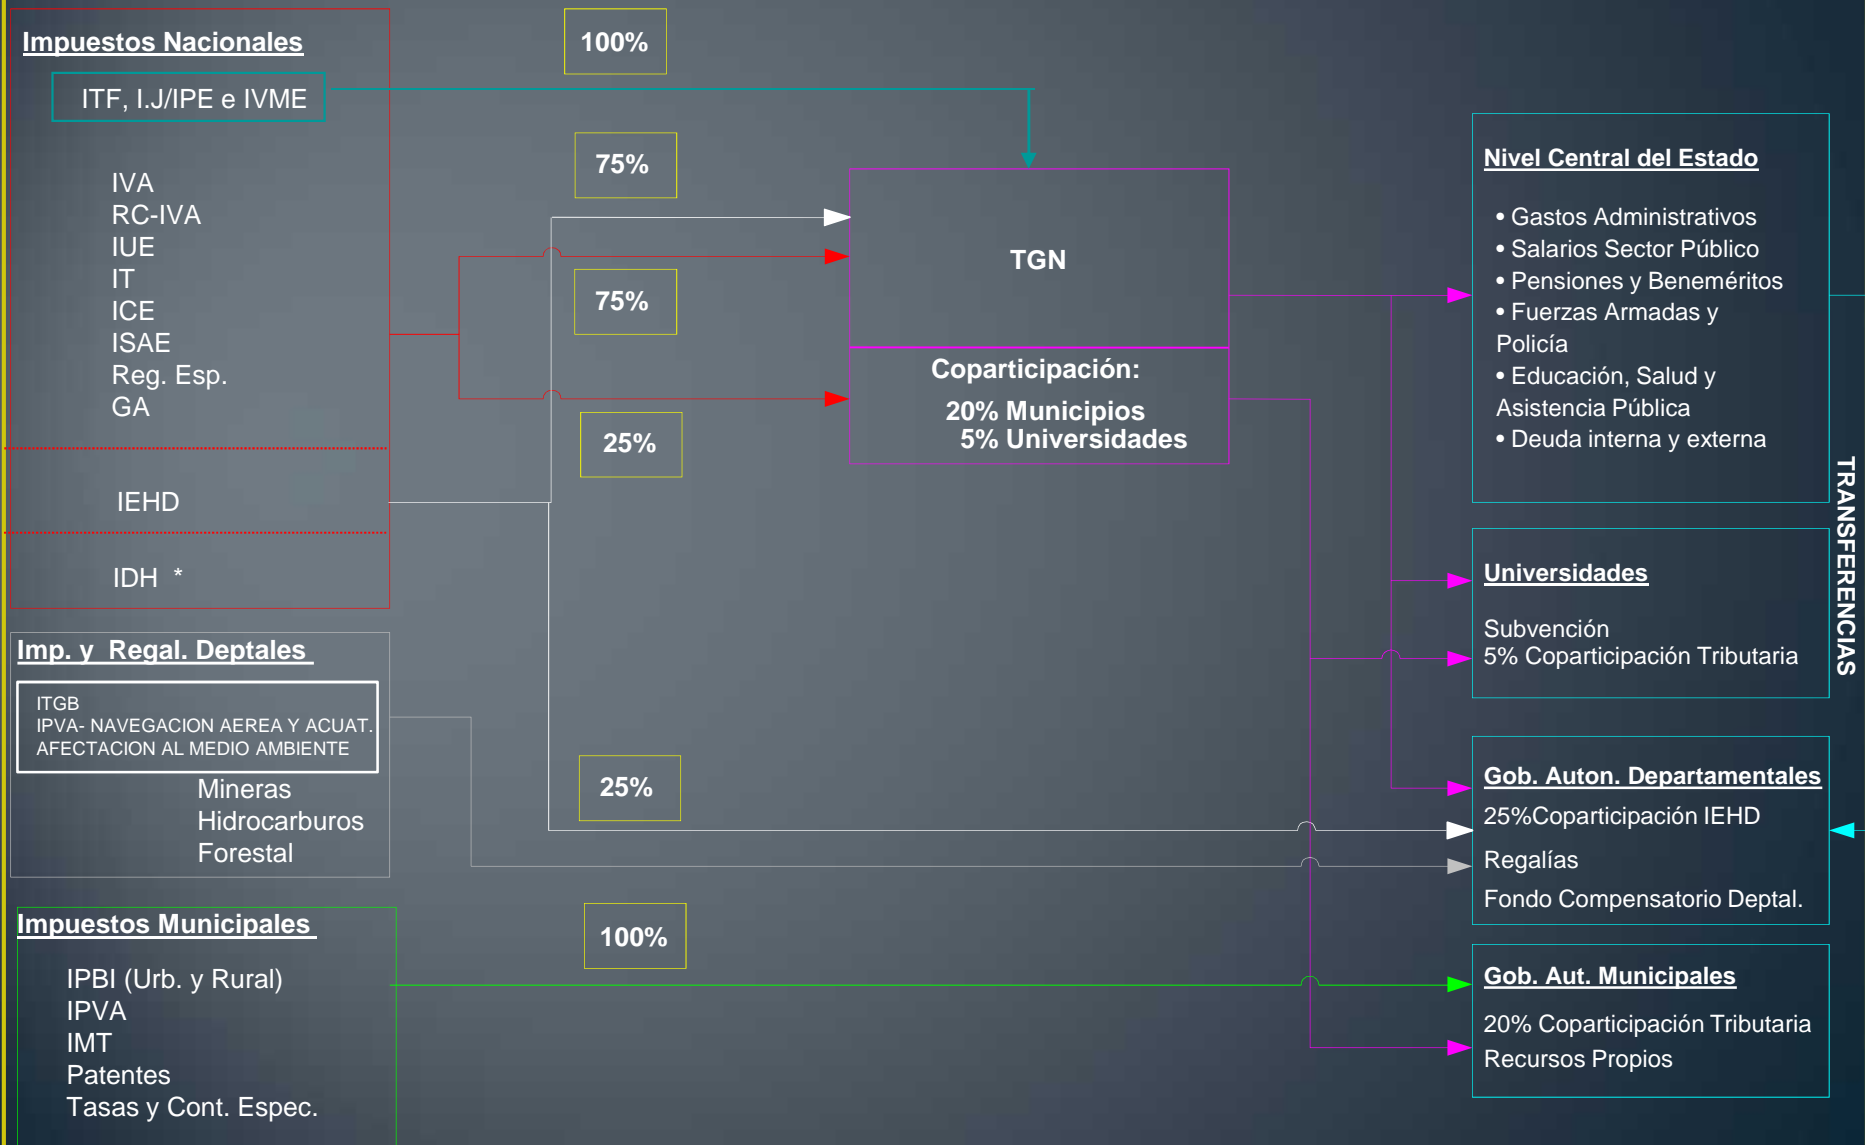 Impuestos Nacionales
ITF, I.J/IPE e IVME
IVA
RC-IVA
IUE
IT
ICE
ISAE
Reg. Esp.
GA
IEHD
IDH *
Imp. y Regal. Deptales
ITGB
IPVA- NAVEGACION AEREA Y ACUAT.
AFECTACION AL MEDIO AMBIENTE
Mineras
Hidrocarburos
Forestal
Impuestos Municipales
IPBI (Urb. y Rural)
IPVA
IMT
Patentes
Tasas y Cont. Espec.
100%
75%
75%
25%
25%
100%
TGN
Coparticipación:
20% Municipios
5% Universidades
Nivel Central del Estado
• Gastos Administrativos
• Salarios Sector Público
• Pensiones y Beneméritos
• Fuerzas Armadas y
Policía
• Educación, Salud y
Asistencia Pública
• Deuda interna y externa
Universidades
Subvención
5% Coparticipación Tributaria
Gob. Auton. Departamentales
25%Coparticipación IEHD
Regalías
Fondo Compensatorio Deptal.
Gob. Aut. Municipales
20% Coparticipación Tributaria
Recursos Propios
TRANSFERENCIAS